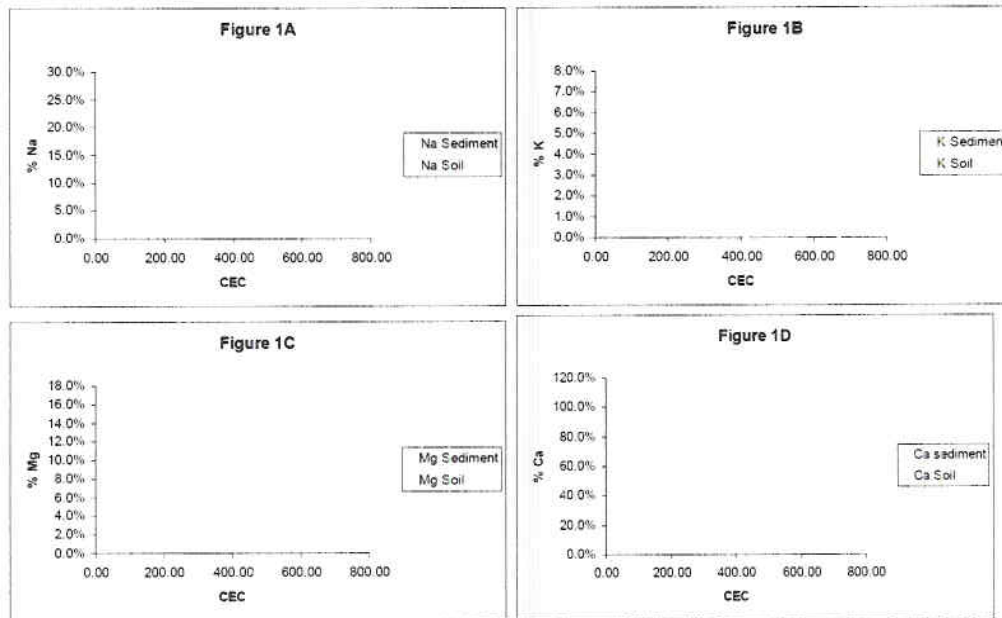 Figure 1A
30.0%
25.0%
20.0%
15.0%
10.0%
5.0%
0.0%
% Na
0.00 200.00 400.00 600.00 800.00
CEC
Na Sediment
Na Soil
Figure 1B
8.0%
7.0%
6.0%
5.0%
4.0%
3.0%
2.0%
1.0%
0.0%
% K
0.00 200.00 400.00 600.00 800.00
CEC
K Sediment
K Soil
Figure 1C
18.0%
16.0%
14.0%
12.0%
10.0%
8.0%
6.0%
4.0%
2.0%
0.0%
% Mg
0.00 200.00 400.00 600.00 800.00
CEC
Mg Sediment
Mg Soil
Figure 1D
120.0%
100.0%
80.0%
60.0%
40.0%
20.0%
0.0%
% Ca
0.00 200.00 400.00 600.00 800.00
CEC
Ca sediment
Ca Soil